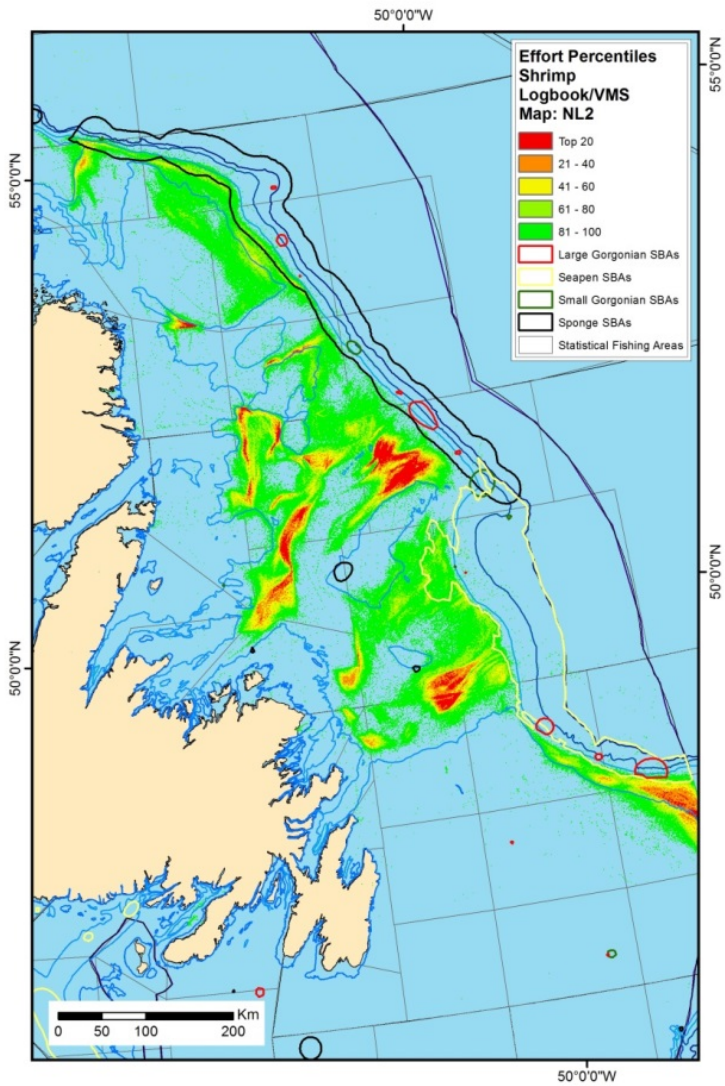 50°0'0"W
Effort Percentiles
Shrimp
Logbook/VMS
Map: NL2
Top 20
21 - 40
41 - 60
61 - 80
81 - 100
Large Gorgonian SBAs
Seapen SBAs
Small Gorgonian SBAs
Sponge SBAs
Statistical Fishing Areas
55°0'0"N
55°0'0"N
50°0'0"N
50°0'0"N
Km
0 50 100 200
50°0'0"W